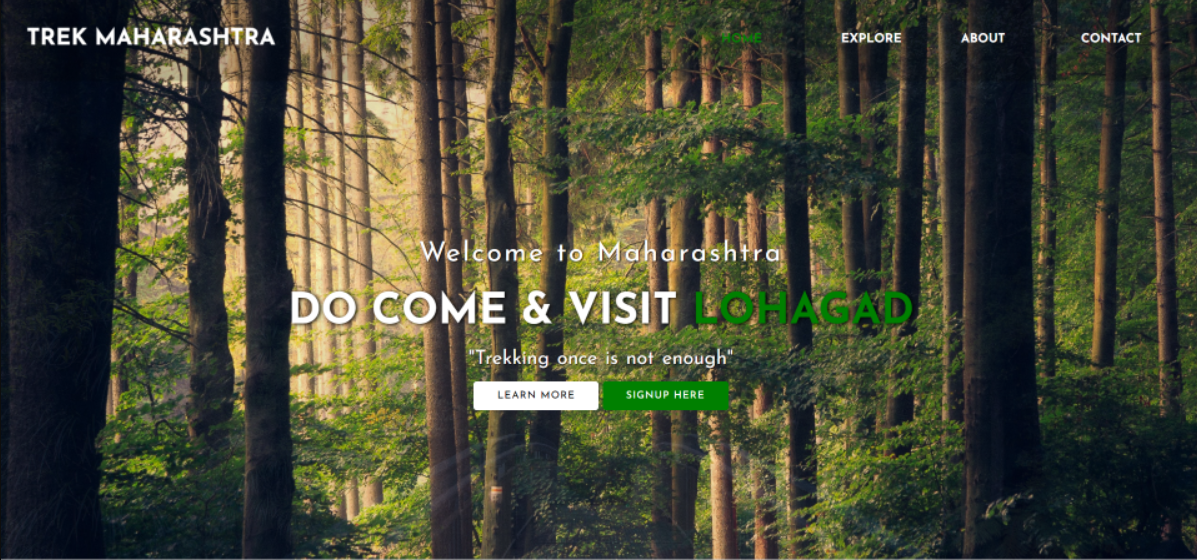 TREK MAHARASHTRA
HOME EXPLORE ABOUT CONTACT
Welcome to Maharashtra
DO COME & VISIT LOHAGAD
"Trekking once is not enough"
LEARN MORE SIGNUP HERE